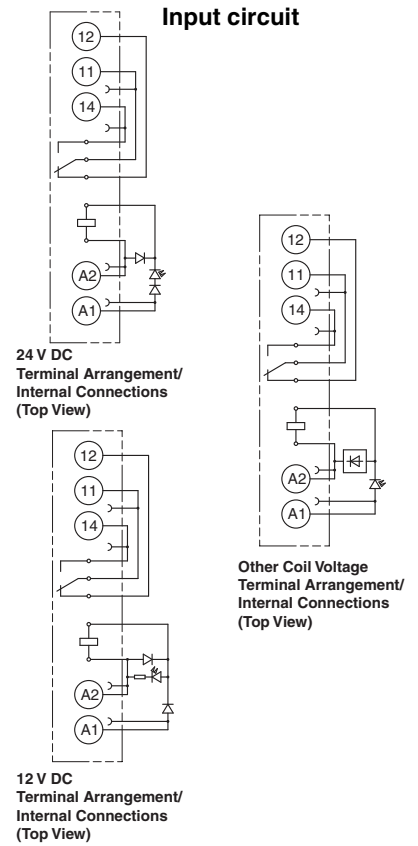 Input circuit
12
11
14
A2
A1
24 V DC
Terminal Arrangement/
Internal Connections
(Top View)
12
11
14
A2
A1
Other Coil Voltage
Terminal Arrangement/
Internal Connections
(Top View)
12
11
14
A2
A1
12 V DC
Terminal Arrangement/
Internal Connections
(Top View)